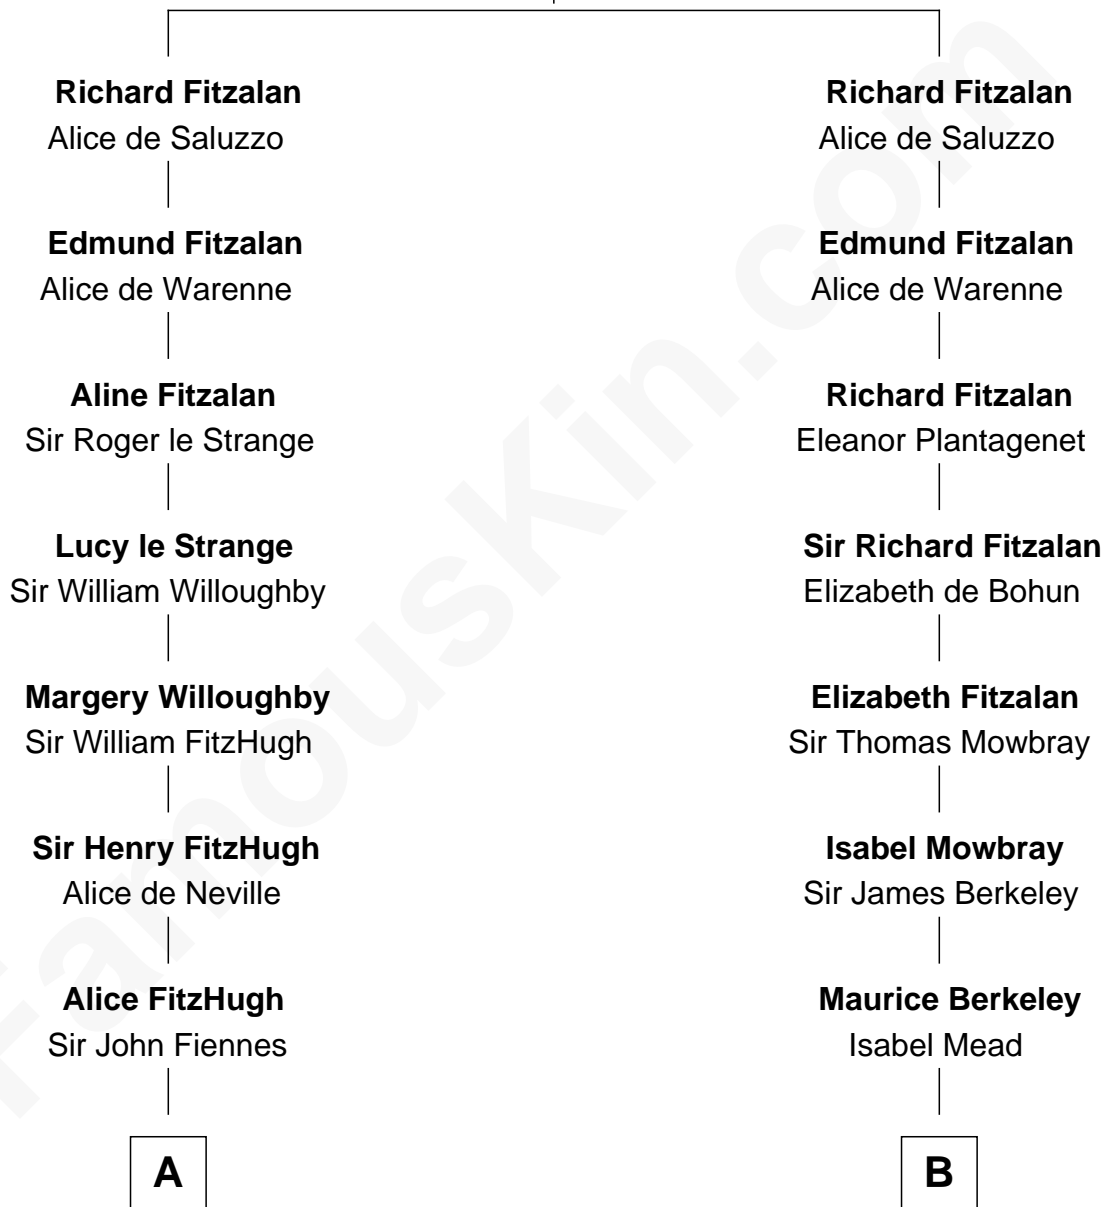 Richard Fitzalan
Alice de Saluzzo
Edmund Fitzalan
Alice de Warenne
Aline Fitzalan
Sir Roger le Strange
Lucy le Strange
Sir William Willoughby
Margery Willoughby
Sir William FitzHugh
Sir Henry FitzHugh
Alice de Neville
Alice FitzHugh
Sir John Fiennes
A
Richard Fitzalan
Alice de Saluzzo
Edmund Fitzalan
Alice de Warenne
Richard Fitzalan
Eleanor Plantagenet
Sir Richard Fitzalan
Elizabeth de Bohun
Elizabeth Fitzalan
Sir Thomas Mowbray
Isabel Mowbray
Sir James Berkeley
Maurice Berkeley
Isabel Mead
B
FamousKin.com